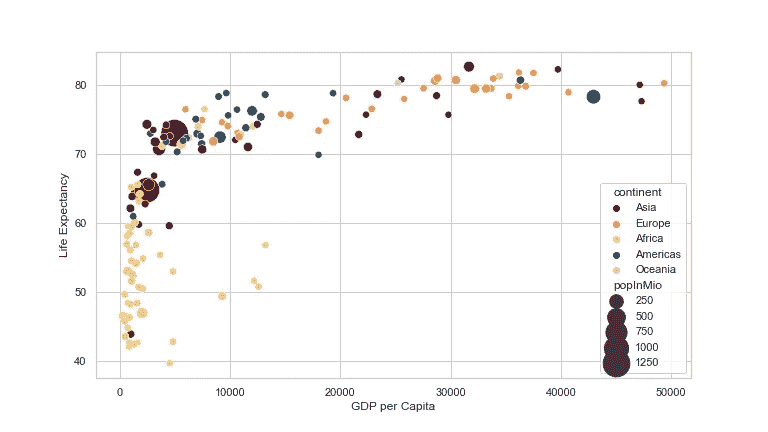 80
70
60
50
40
Life Expectancy
0
10000
20000
30000
40000
50000
GDP per Capita
continent
Asia
Europe
Africa
Americas
Oceania
popInMio
250
500
750
1000
1250